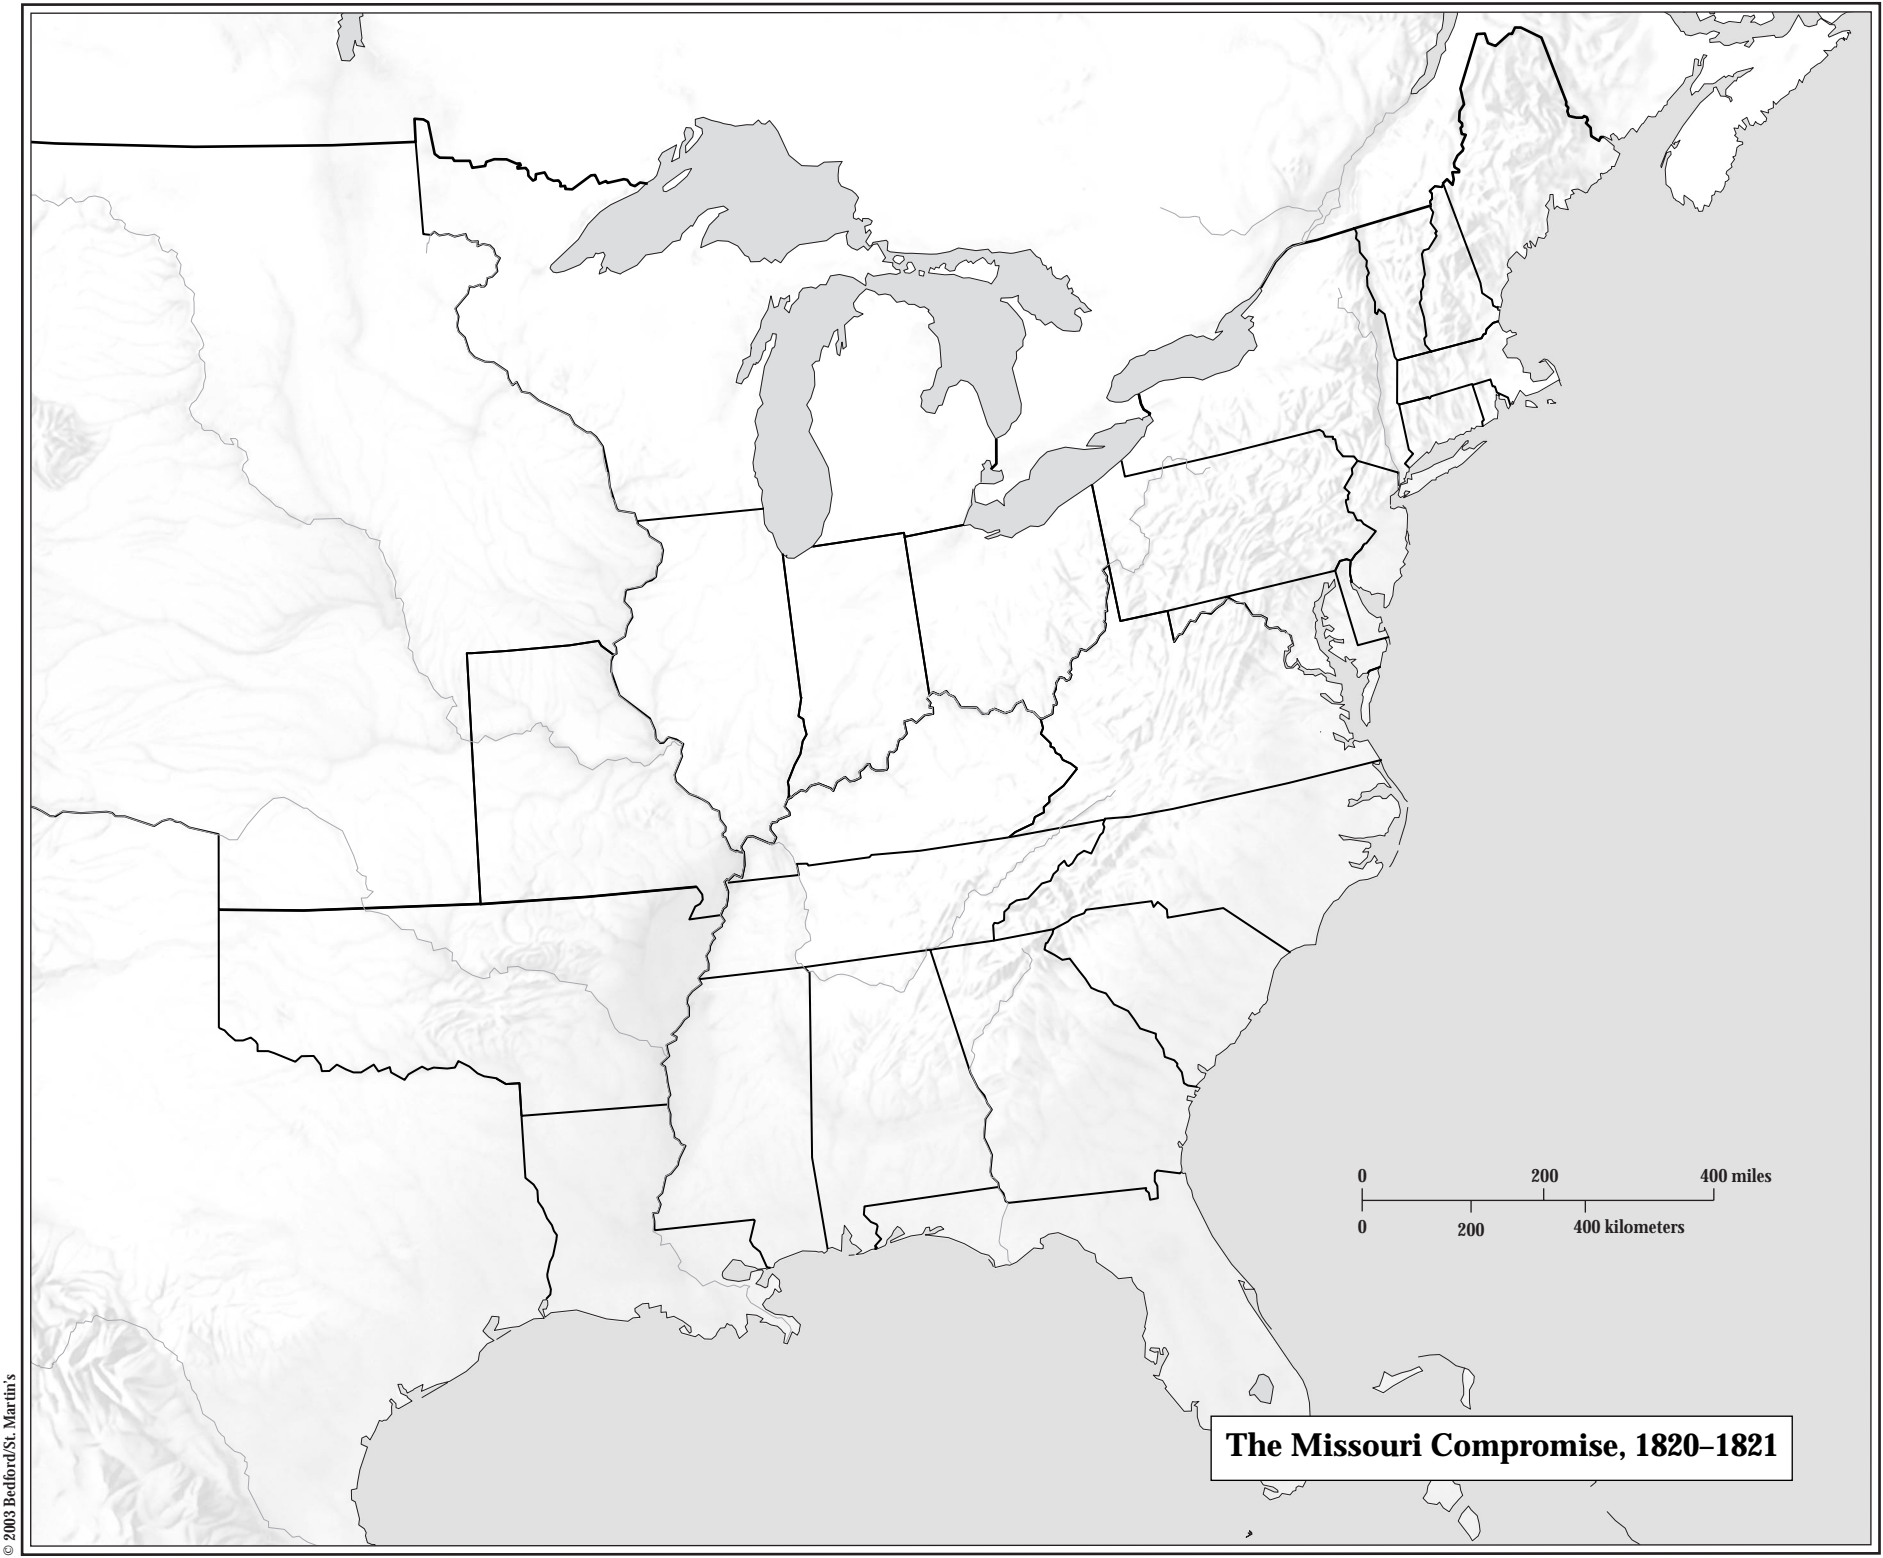 0 200 400 miles
0 200 400 kilometers
The Missouri Compromise, 1820–1821
© 2003 Bedford/St. Martin's